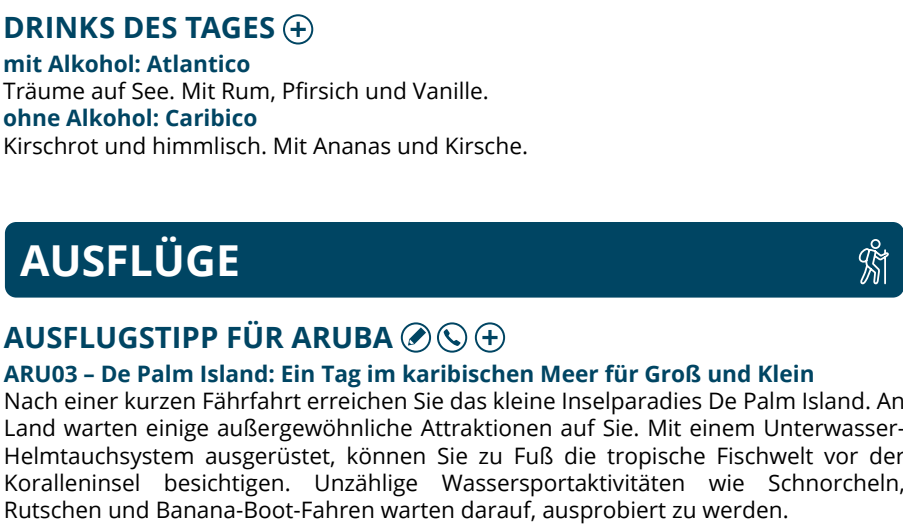 DRINKS DES TAGES
mit Alkohol: Atlantico
Träume auf See. Mit Rum, Pfirsich und Vanille.
ohne Alkohol: Caribico
Kirschrot und himmlisch. Mit Ananas und Kirsche.
AUSFLÜGE
AUSFLUGSTIPP FÜR ARUBA
ARU03 – De Palm Island: Ein Tag im karibischen Meer für Groß und Klein
Nach einer kurzen Fährfahrt erreichen Sie das kleine Inselparadies De Palm Island. An
Land warten einige außergewöhnliche Attraktionen auf Sie. Mit einem Unterwasser-
Helmtauchsystem ausgerüstet, können Sie zu Fuß die tropische Fischwelt vor der
Koralleninsel besichtigen. Unzählige Wassersportaktivitäten wie Schnorcheln,
Rutschen und Banana-Boot-Fahren warten darauf, ausprobiert zu werden.